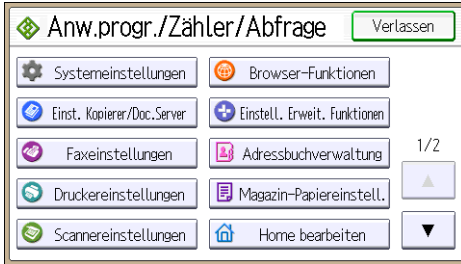 Anw.progr./Zähler/Abfrage
Verlassen
Systemeinstellungen
Browser-Funktionen
Einst. Kopierer/Doc.Server
Einstell. Erweit. Funktionen
Faxeinstellungen
Adressbuchverwaltung
1/2
Druckereinstellungen
Magazin-Papiereinstell.
Scannereinstellungen
Home bearbeiten